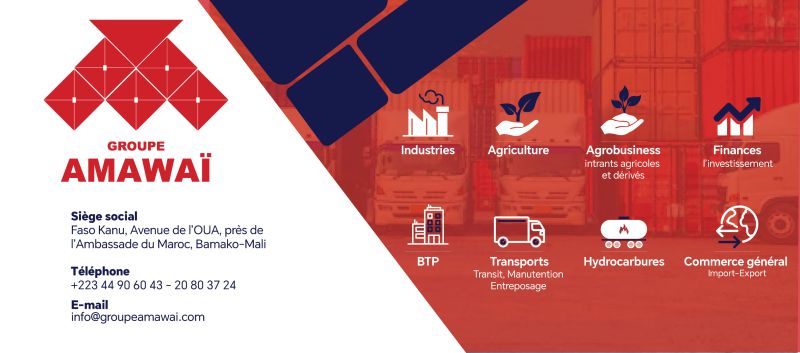 GROUPE
AMAWAÏ
Siège social
Faso Kanu, Avenue de l'OUA, près de
l'Ambassade du Maroc, Bamako-Mali
Téléphone
+223 44 90 60 43 - 20 80 37 24
E-mail
info@groupeamawai.com
Industries
Agriculture
Agrobusiness
intrants agricoles
et dérivés
Finances
l'investissement
BTP
Transports
Transit, Manutention
Entreposage
Hydrocarbures
Commerce général
Import-Export